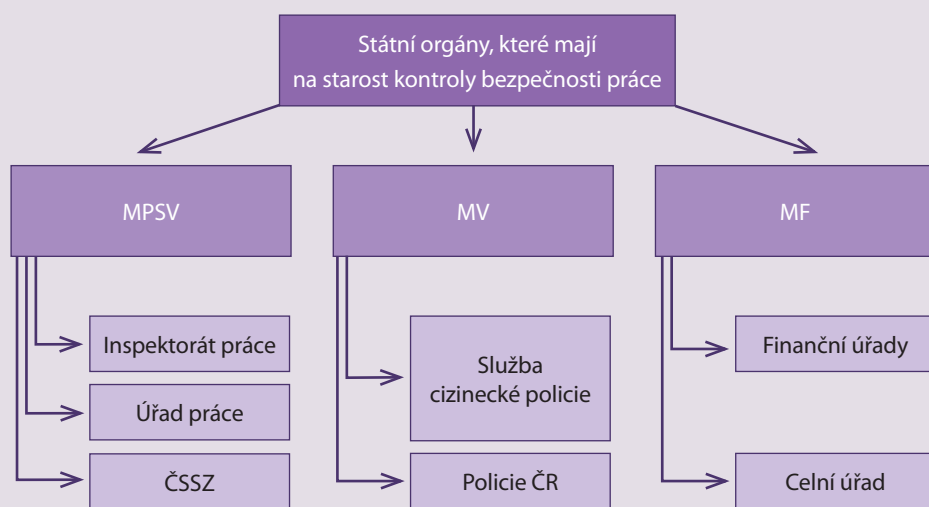 Státní orgány, které mají
na starost kontroly bezpečnosti práce
MPSV
MV
MF
Inspektorát práce
Úřad práce
ČSSZ
Služba
cizinecké policie
Policie ČR
Finanční úřady
Celní úřad